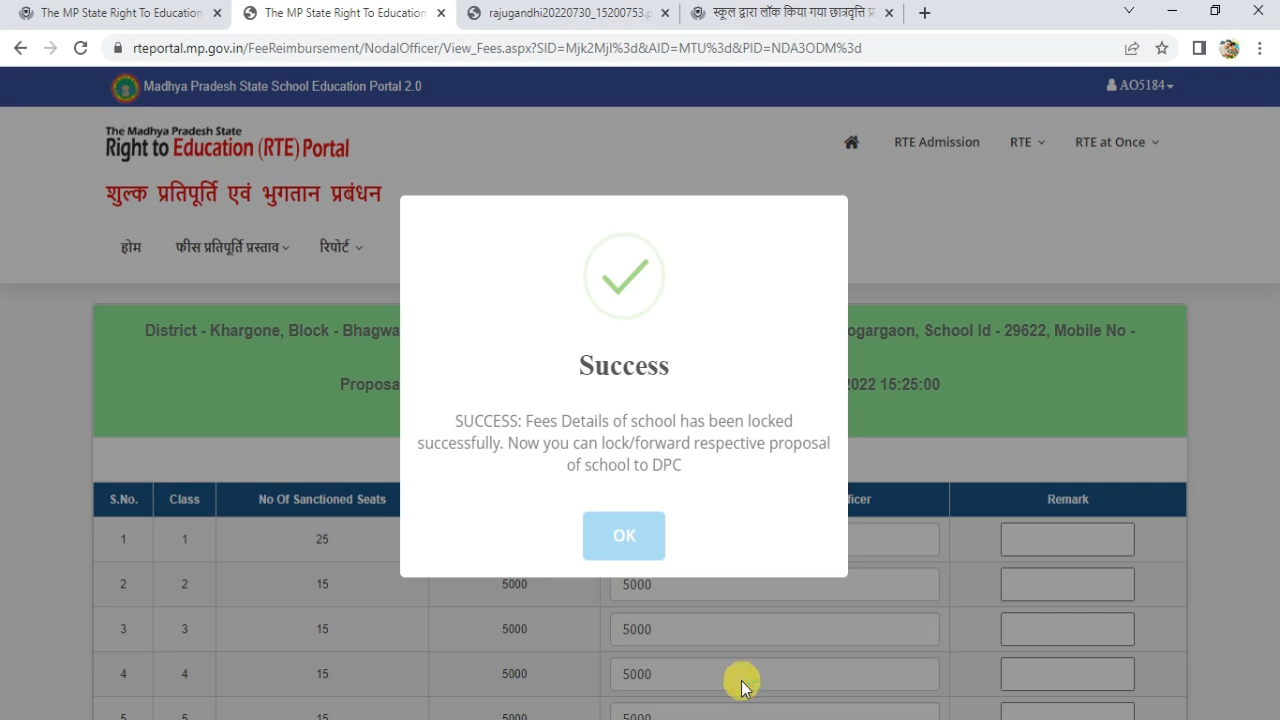 The MP State Right To Education
The MP State Right To Education
rajugandhi20220730_15200753.p
स्कूल द्वारा लॉक किया गया छात्रवृत्ति प्र
rteportal.mp.gov.in/FeeReimbursement/NodalOfficer/View_Fees.aspx?SID=Mjk2MjI%3d&AID=MTU%3d&PID=NDA3ODM%3d
Madhya Pradesh State School Education Portal 2.0
AO5184
The Madhya Pradesh State
Right to Education (RTE) Portal
RTE Admission RTE RTE at Once
शुल्क प्रतिपूर्ति एवं भुगतान प्रबंधन
होम फीस प्रतिपूर्ति प्रस्ताव रिपोर्ट
District - Khargone, Block - Bhagwa ogargaon, School Id - 29622, Mobile No -
Proposa 2022 15:25:00
Success
SUCCESS: Fees Details of school has been locked
successfully. Now you can lock/forward respective proposal
of school to DPC
OK
S.No. Class No Of Sanctioned Seats ficer Remark
1 1 25
2 2 15 5000 5000
3 3 15 5000 5000
4 4 15 5000 5000
5 5 15 5000 5000